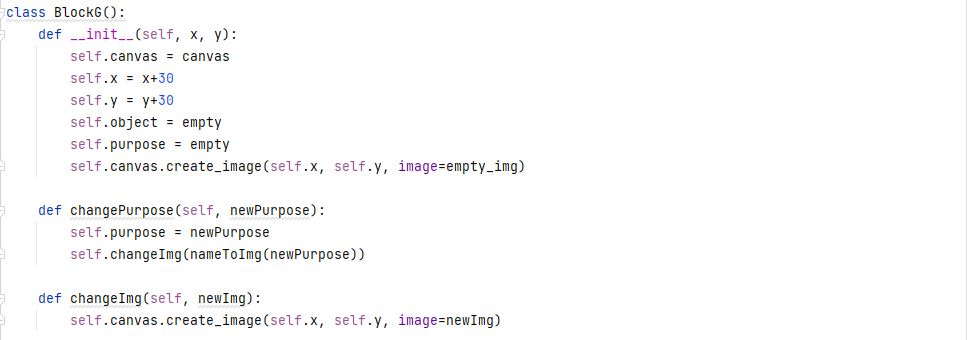 class BlockG():
    def __init__(self, x, y):
        self.canvas = canvas
        self.x = x+30
        self.y = y+30
        self.object = empty
        self.purpose = empty
        self.canvas.create_image(self.x, self.y, image=empty_img)

    def changePurpose(self, newPurpose):
        self.purpose = newPurpose
        self.changeImg(nameToImg(newPurpose))

    def changeImg(self, newImg):
        self.canvas.create_image(self.x, self.y, image=newImg)